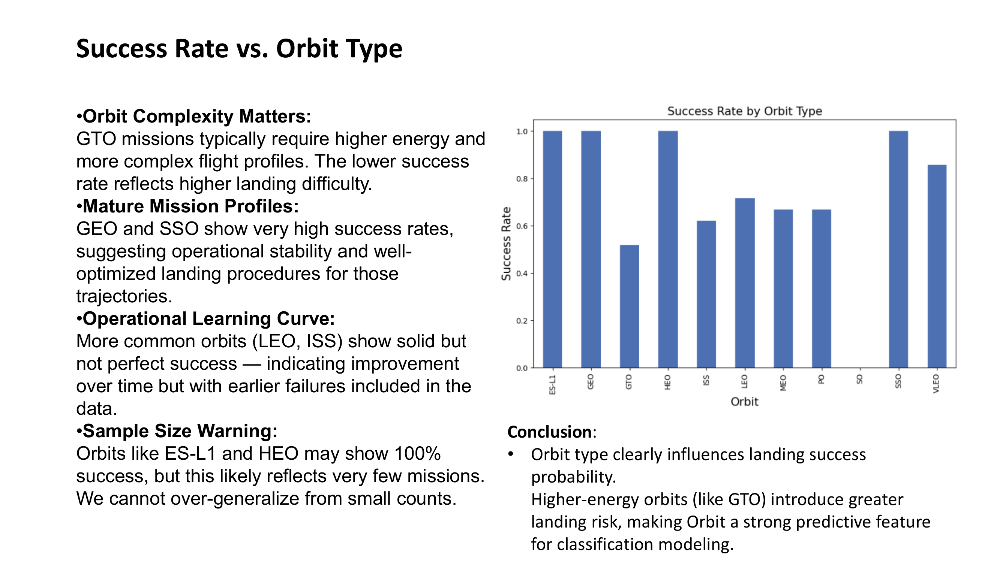 Success Rate vs. Orbit Type
•Orbit Complexity Matters:
GTO missions typically require higher energy and
more complex flight profiles. The lower success
rate reflects higher landing difficulty.
•Mature Mission Profiles:
GEO and SSO show very high success rates,
suggesting operational stability and well-
optimized landing procedures for those
trajectories.
•Operational Learning Curve:
More common orbits (LEO, ISS) show solid but
not perfect success — indicating improvement
over time but with earlier failures included in the
data.
•Sample Size Warning:
Orbits like ES-L1 and HEO may show 100%
success, but this likely reflects very few missions.
We cannot over-generalize from small counts.
Success Rate by Orbit Type
Success Rate
1.0
0.8
0.6
0.4
0.2
0.0
ES-L1
GEO
GTO
HEO
ISS
LEO
MEO
PO
SO
SSO
VLEO
Orbit
Conclusion:
• Orbit type clearly influences landing success
probability.
Higher-energy orbits (like GTO) introduce greater
landing risk, making Orbit a strong predictive feature
for classification modeling.